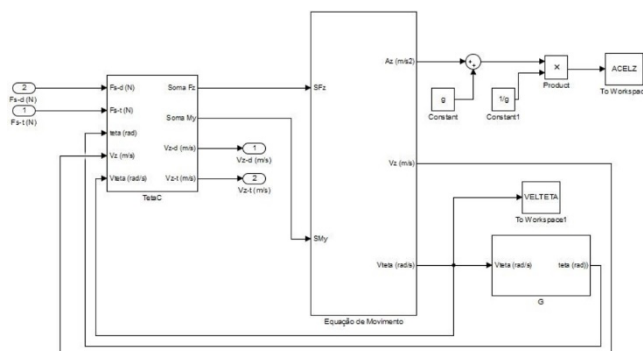 2
Fs-d (N)
1
Fs-t (N)
Fs-d (N)
Fs-t (N)
teta (rad)
Vz (m/s)
Vteta (rad/s)
Soma Fz
Soma My
Vz-d (m/s)
Vz-t (m/s)
TetaC
1
Vz-d (m/s)
2
Vz-t (m/s)
SFz
SMy
Az (m/s2)
Vz (m/s)
Vteta (rad/s)
Equação de Movimento
g
Constant
1/g
Constant1
×
Product
ACELZ
To Workspace
VELTETA
To Workspace1
Vteta (rad/s)
teta (rad))
G